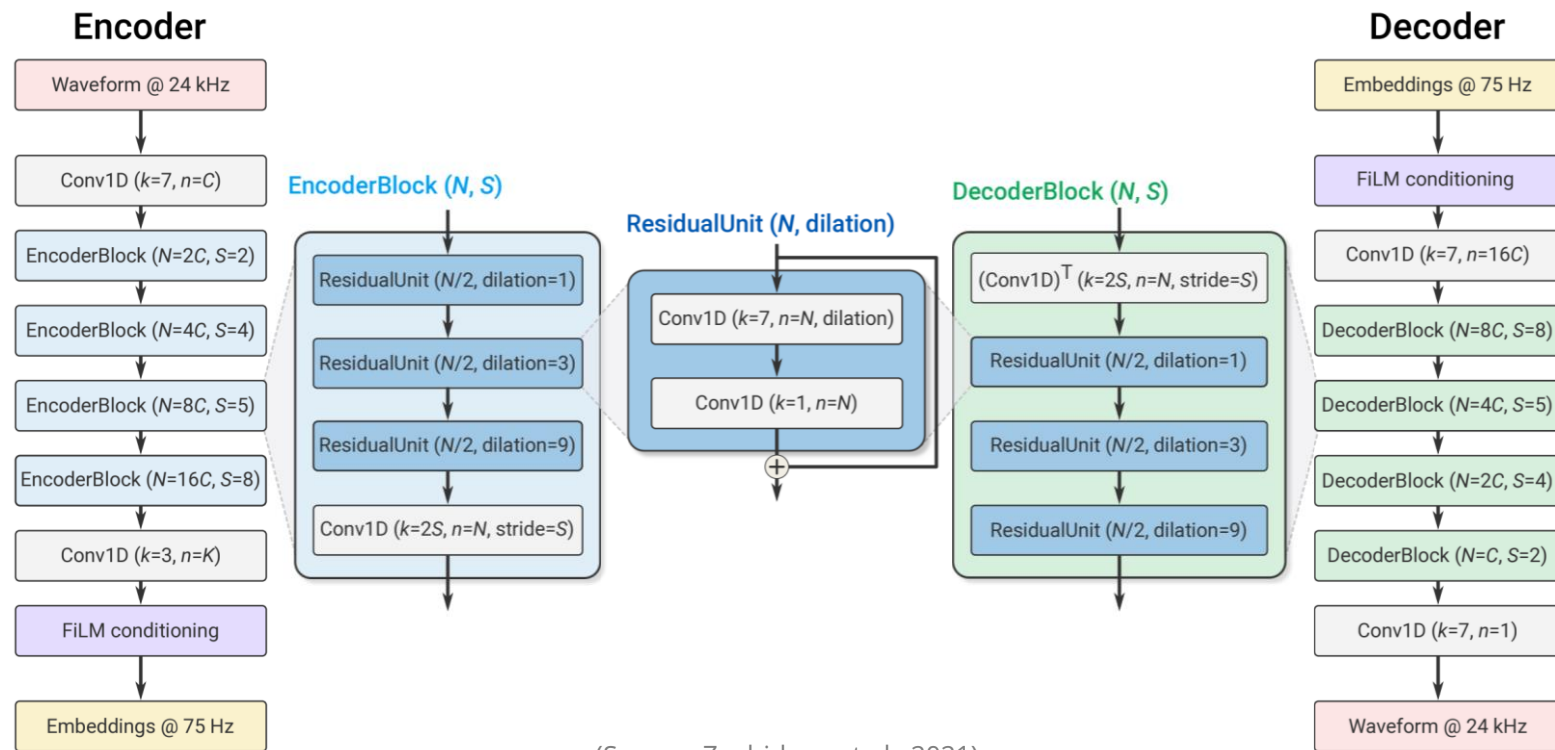 Encoder
Waveform @ 24 kHz
Conv1D (k=7, n=C)
EncoderBlock (N=2C, S=2)
EncoderBlock (N=4C, S=4)
EncoderBlock (N=8C, S=5)
EncoderBlock (N=16C, S=8)
Conv1D (k=3, n=K)
FiLM conditioning
Embeddings @ 75 Hz
EncoderBlock (N, S)
ResidualUnit (N/2, dilation=1)
ResidualUnit (N/2, dilation=3)
ResidualUnit (N/2, dilation=9)
Conv1D (k=2S, n=N, stride=S)
ResidualUnit (N, dilation)
Conv1D (k=7, n=N, dilation)
Conv1D (k=1, n=N)
+
DecoderBlock (N, S)
(Conv1D)ᵀ (k=2S, n=N, stride=S)
ResidualUnit (N/2, dilation=1)
ResidualUnit (N/2, dilation=3)
ResidualUnit (N/2, dilation=9)
Decoder
Embeddings @ 75 Hz
FiLM conditioning
Conv1D (k=7, n=16C)
DecoderBlock (N=8C, S=8)
DecoderBlock (N=4C, S=5)
DecoderBlock (N=2C, S=4)
DecoderBlock (N=C, S=2)
Conv1D (k=7, n=1)
Waveform @ 24 kHz